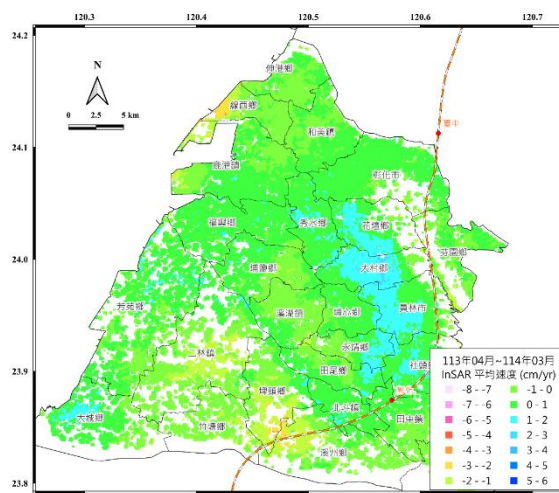 120.3 120.4 120.5 120.6
24.2
24.1
24.0
23.9
23.8
N
0 2.5 5 km
伸港鄉
線西鄉
和美鎮
臺中
鹿港鎮
彰化市
福興鄉
秀水鄉
花壇鄉
芬園鄉
埔鹽鄉
大村鄉
芳苑鄉
溪湖鎮
埔心鄉
員林市
二林鎮
永靖鄉
社頭鄉
田尾鄉
埤頭鄉
大城鄉
北斗鎮
田中鎮
竹塘鄉
溪州鄉
113年04月~114年03月
InSAR 平均速度 (cm/yr)
-8 - -7
-7 - -6
-6 - -5
-5 - -4
-4 - -3
-3 - -2
-2 - -1
-1 - 0
0 - 1
1 - 2
2 - 3
3 - 4
4 - 5
5 - 6